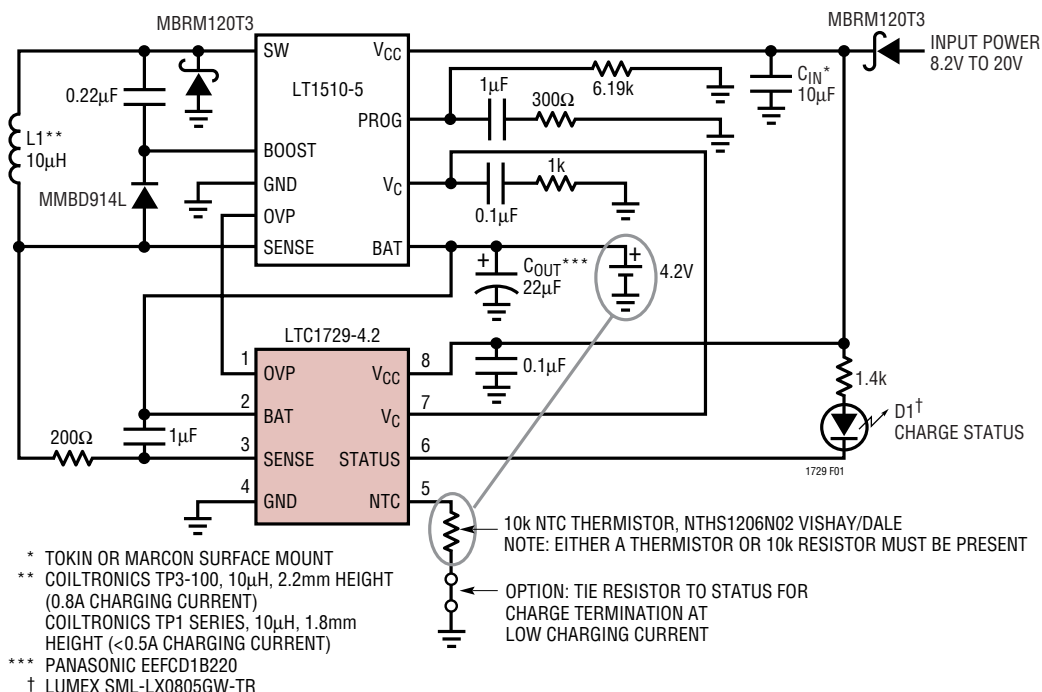 MBRM120T3
MBRM120T3
INPUT POWER
8.2V TO 20V
SW
VCC
LT1510-5
CIN*
10µF
0.22µF
1µF
6.19k
300Ω
PROG
L1**
10µH
BOOST
1k
MMBD914L
GND
VC
0.1µF
OVP
SENSE
BAT
+
COUT***
22µF
+
4.2V
LTC1729-4.2
1
OVP
VCC
8
0.1µF
1.4k
2
BAT
VC
7
D1†
CHARGE STATUS
200Ω
1µF
3
SENSE
STATUS
6
1729 F01
4
GND
NTC
5
10k NTC THERMISTOR, NTHS1206N02 VISHAY/DALE
NOTE: EITHER A THERMISTOR OR 10k RESISTOR MUST BE PRESENT
OPTION: TIE RESISTOR TO STATUS FOR
CHARGE TERMINATION AT
LOW CHARGING CURRENT
* TOKIN OR MARCON SURFACE MOUNT
** COILTRONICS TP3-100, 10µH, 2.2mm HEIGHT
(0.8A CHARGING CURRENT)
COILTRONICS TP1 SERIES, 10µH, 1.8mm
HEIGHT (<0.5A CHARGING CURRENT)
*** PANASONIC EEFCD1B220
† LUMEX SML-LX0805GW-TR